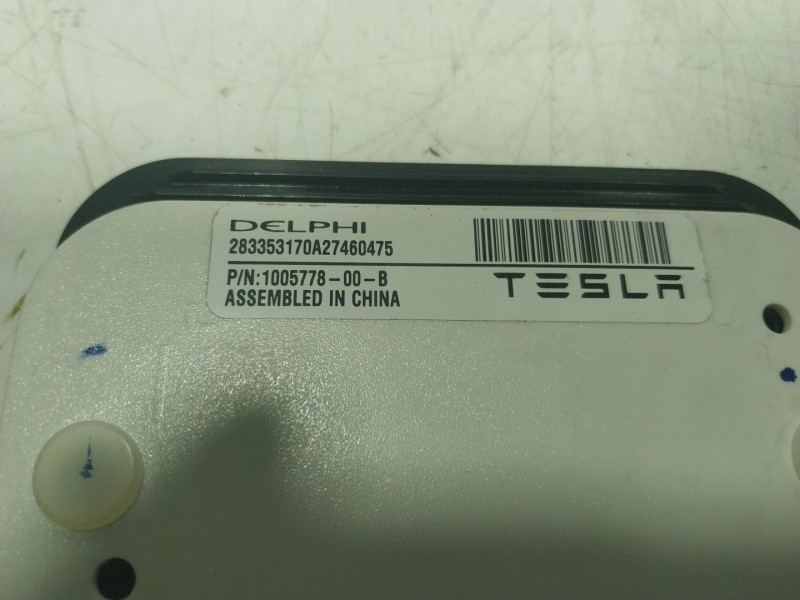 DELPHI
283353170A27460475
P/N:1005778-00-B
TESLA
ASSEMBLED IN CHINA